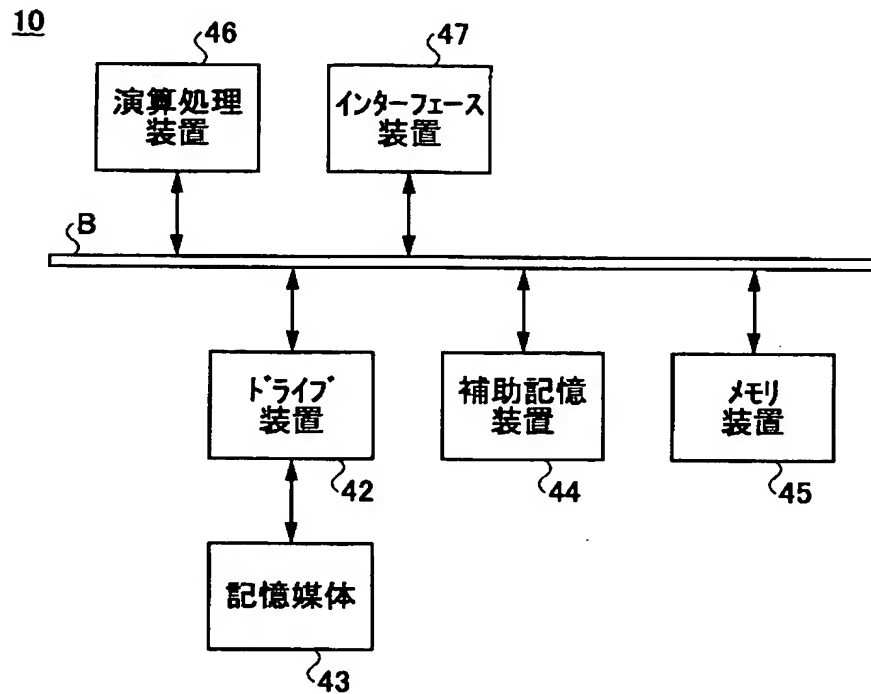 10
46
演算処理
装置
47
インターフェース
装置
B
ドライブ
装置
42
補助記憶
装置
44
メモリ
装置
45
記憶媒体
43